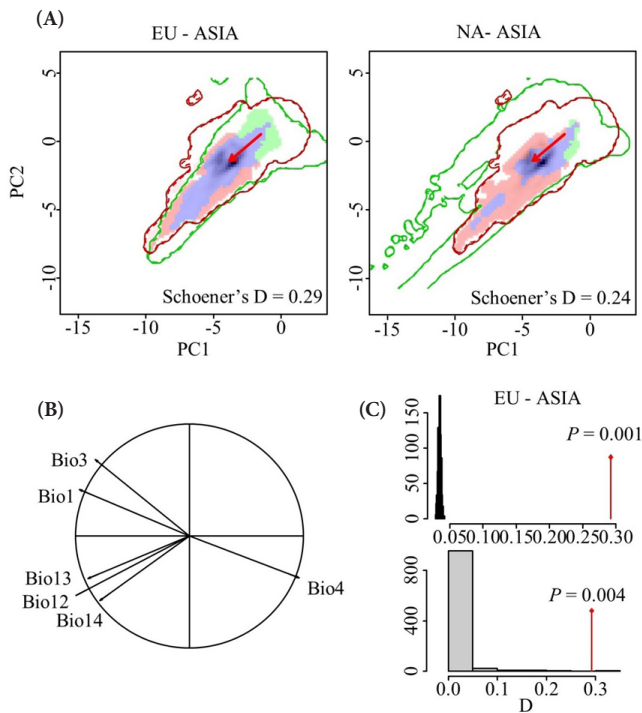 (A)
EU - ASIA
NA- ASIA
PC2
5
0
-5
-10
Schoener's D = 0.29
-15 -10 -5 0
PC1
5
0
-5
-10
Schoener's D = 0.24
-15 -10 -5 0
PC1
(B)
Bio3
Bio1
Bio13
Bio12
Bio14
Bio4
(C)
EU - ASIA
150
100
50
0
P = 0.001
0.050.100.150.200.250.30
800
400
0
P = 0.004
0.0 0.1 0.2 0.3
D